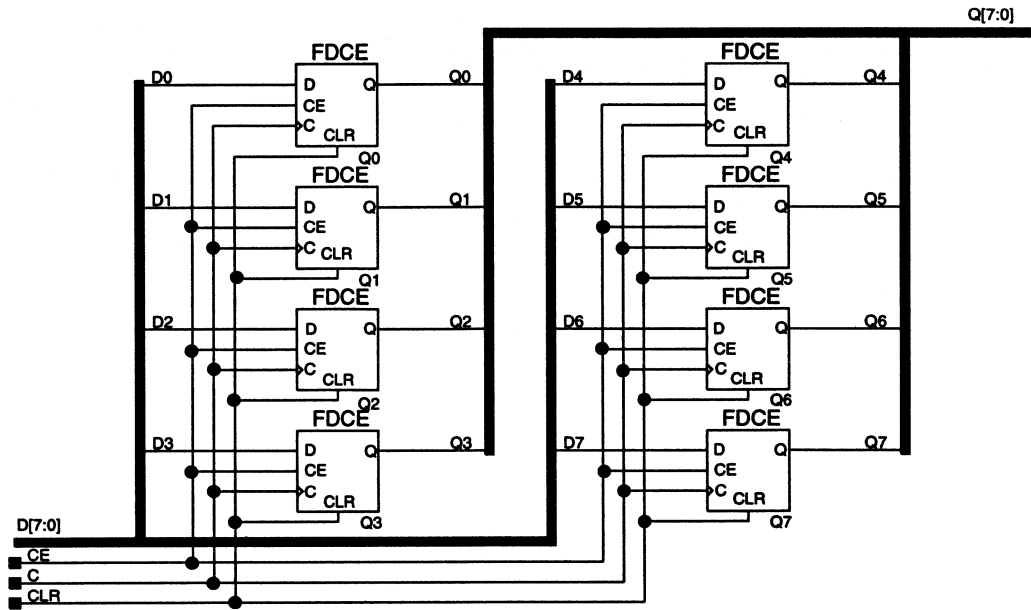 Q[7:0]
FDCE FDCE
D0 D Q Q0 D4 D Q Q4
CE CE
C C
CLR CLR
Q0 Q4
FDCE FDCE
D1 D Q Q1 D5 D Q Q5
CE CE
C C
CLR CLR
Q1 Q5
FDCE FDCE
D2 D Q Q2 D6 D Q Q6
CE CE
C C
CLR CLR
Q2 Q6
FDCE FDCE
D3 D Q Q3 D7 D Q Q7
CE CE
C C
CLR CLR
Q3 Q7
D[7:0]
CE
C
CLR